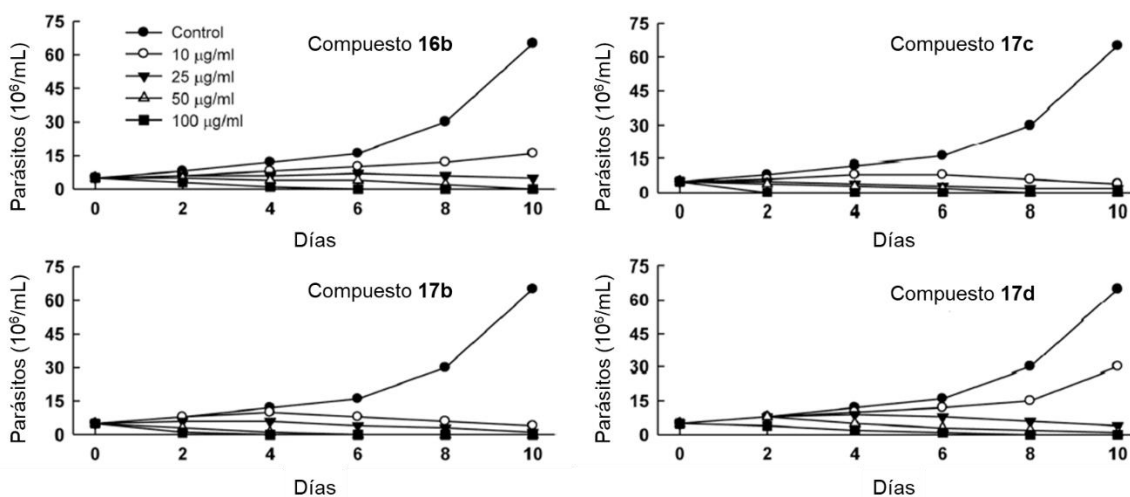 Parásitos (10⁶/mL)
75
60
45
30
15
0
Control
10 μg/ml
25 μg/ml
50 μg/ml
100 μg/ml
Compuesto 16b
0 2 4 6 8 10
Días
Parásitos (10⁶/mL)
75
60
45
30
15
0
Compuesto 17c
0 2 4 6 8 10
Días
Parásitos (10⁶/mL)
75
60
45
30
15
0
Compuesto 17b
0 2 4 6 8 10
Días
Parásitos (10⁶/mL)
75
60
45
30
15
0
Compuesto 17d
0 2 4 6 8 10
Días